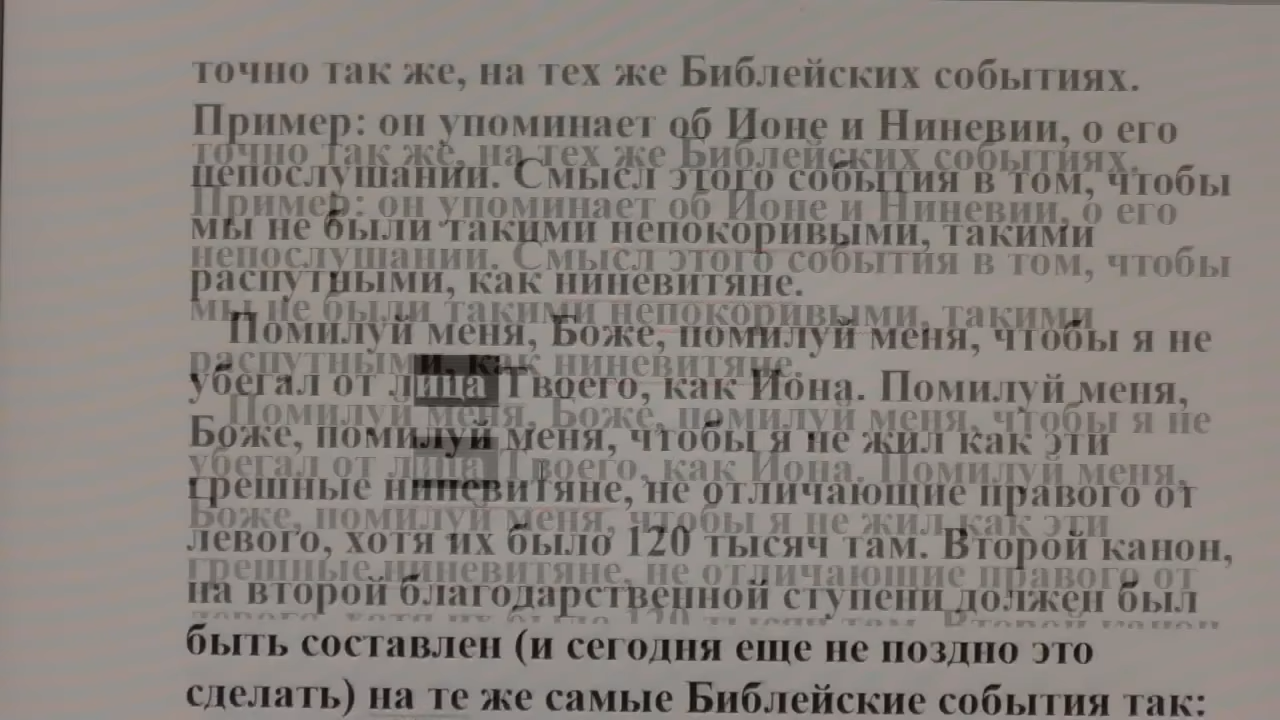 точно так же, на тех же Библейских событиях.
Пример: он упоминает об Ионе и Ниневии, о его
непослушании. Смысл этого события в том, чтобы
мы не были такими непокоривыми, такими
распутными, как ниневитяне.
Помилуй меня, Боже, помилуй меня, чтобы я не
убегал от лица Твоего, как Иона. Помилуй меня,
Боже, помилуй меня, чтобы я не жил как эти
грешные ниневитяне, не отличающие правого от
левого, хотя их было 120 тысяч там. Второй канон,
на второй благодарственной ступени должен был
быть составлен (и сегодня еще не поздно это
сделать) на те же самые Библейские события так: